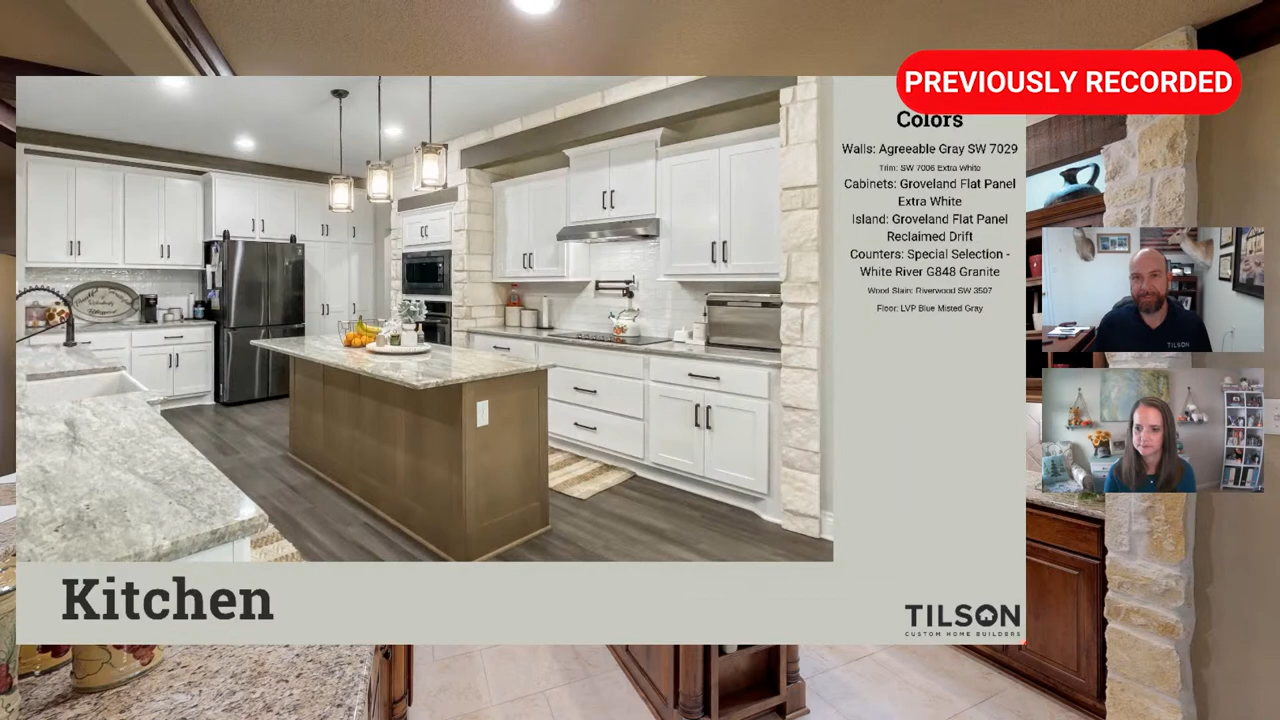 PREVIOUSLY RECORDED
Colors
Walls: Agreeable Gray SW 7029
Trim: SW 7006 Extra White
Cabinets: Groveland Flat Panel
Extra White
Island: Groveland Flat Panel
Reclaimed Drift
Counters: Special Selection -
White River G848 Granite
Wood Stain: Riverwood SW 3507
Floor: LVP Blue Misted Gray
TILSON
Kitchen
TILSON
CUSTOM HOME BUILDERS